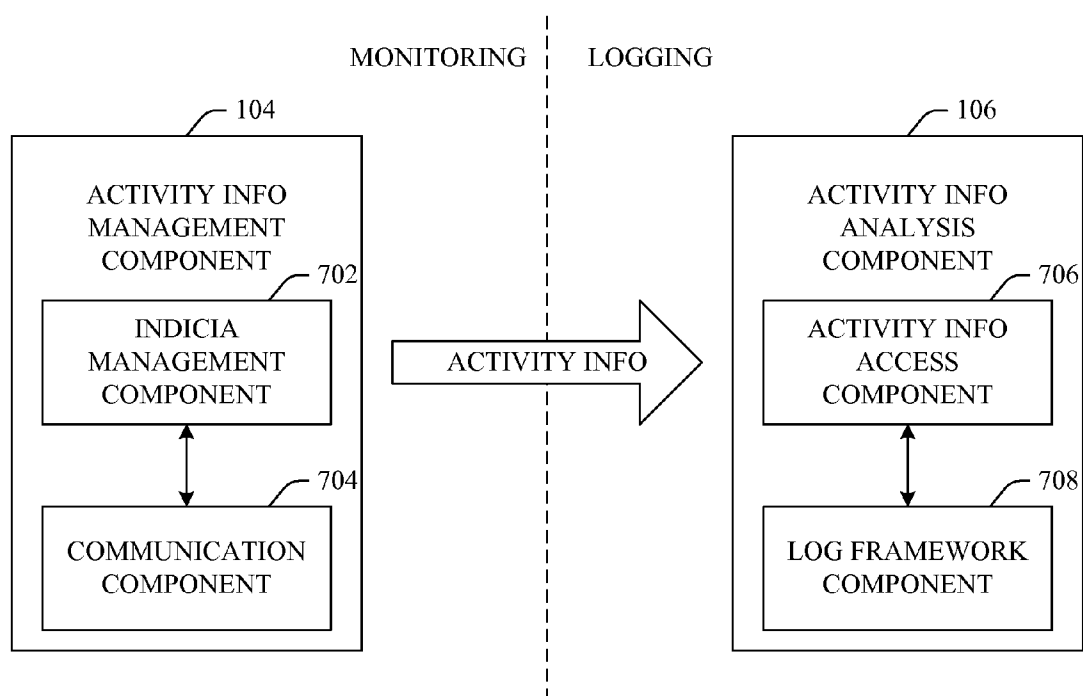 MONITORING
LOGGING
104
ACTIVITY INFO
MANAGEMENT
COMPONENT
702
INDICIA
MANAGEMENT
COMPONENT
704
COMMUNICATION
COMPONENT
ACTIVITY INFO
106
ACTIVITY INFO
ANALYSIS
COMPONENT
706
ACTIVITY INFO
ACCESS
COMPONENT
708
LOG FRAMEWORK
COMPONENT